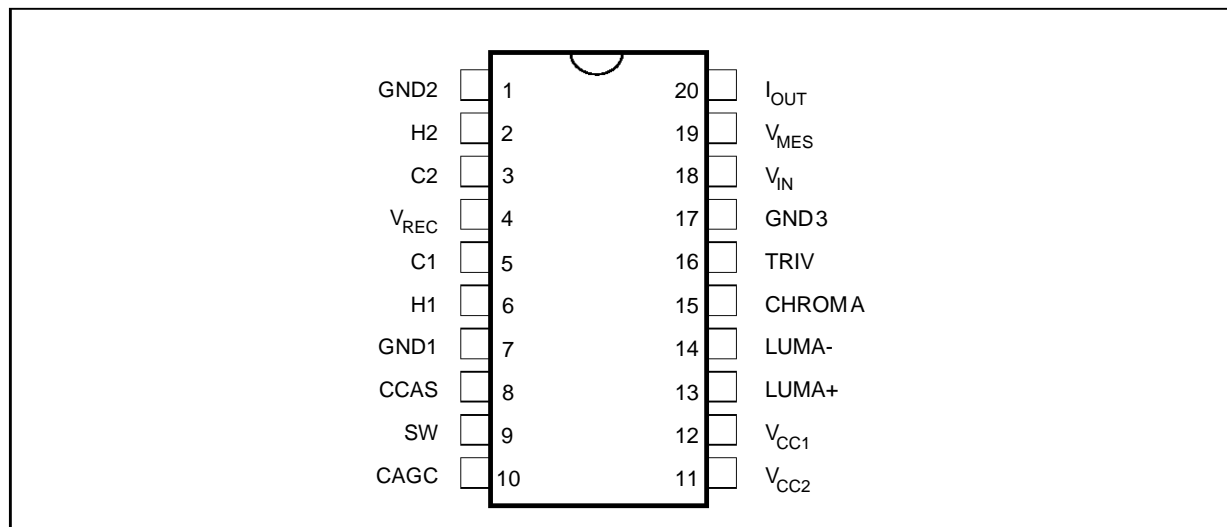 GND2 1 20 IOUT
H2 2 19 VMES
C2 3 18 VIN
VREC 4 17 GND3
C1 5 16 TRIV
H1 6 15 CHROMA
GND1 7 14 LUMA-
CCAS 8 13 LUMA+
SW 9 12 VCC1
CAGC 10 11 VCC2